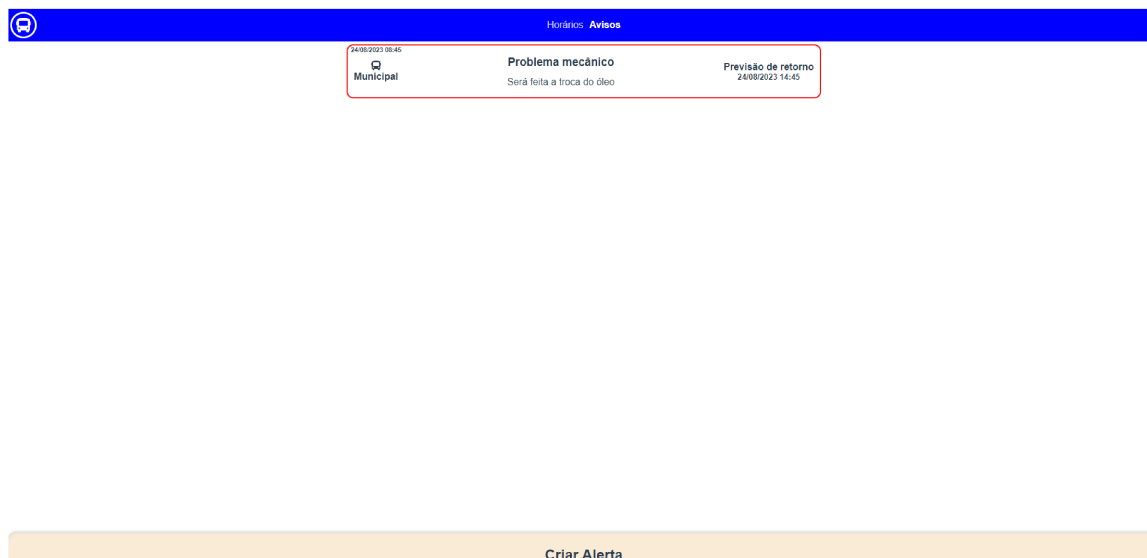 Horários Avisos
24/08/2023 08:45
Municipal
Problema mecânico
Será feita a troca do óleo
Previsão de retorno
24/08/2023 14:45
Criar Alerta